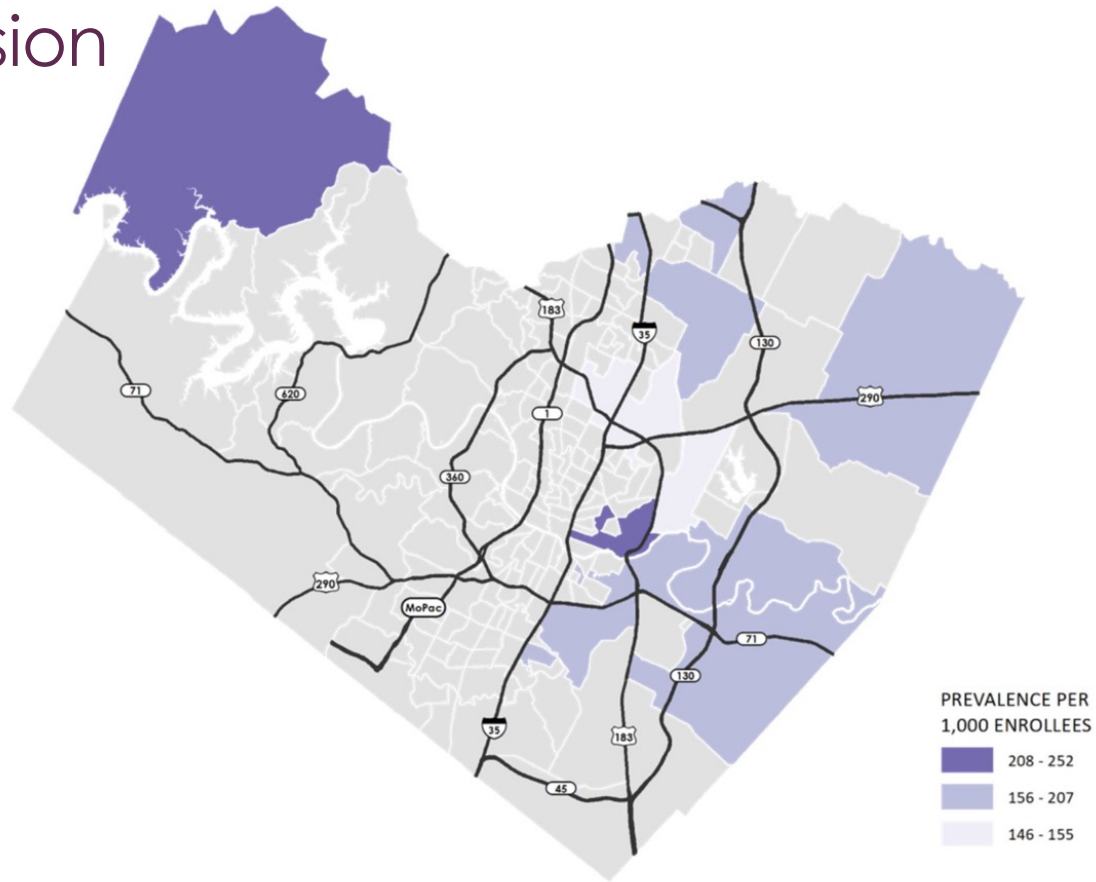 sion
183
35
130
290
71
620
1
360
290
MoPac
71
130
35
183
45
PREVALENCE PER
1,000 ENROLLEES
208 - 252
156 - 207
146 - 155